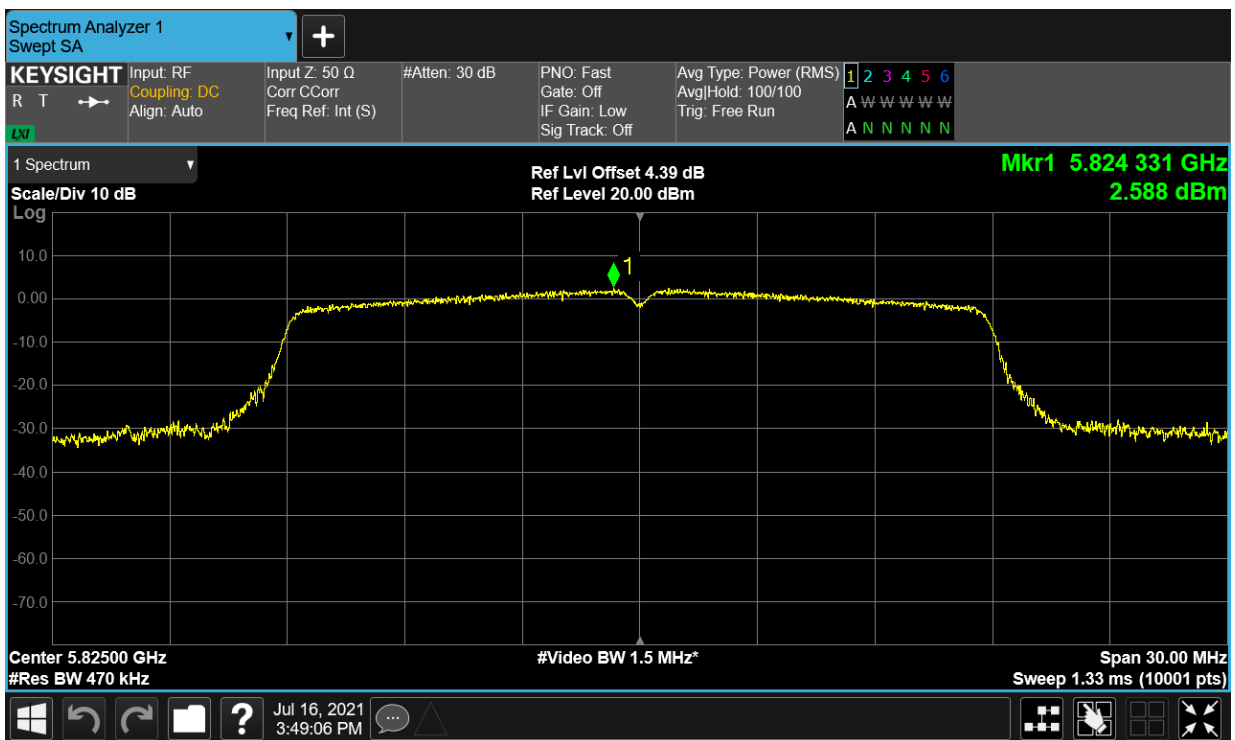 Spectrum Analyzer 1
Swept SA
KEYSIGHT
R T
LXI
Input: RF
Coupling: DC
Align: Auto
Input Z: 50 Ω
Corr CCorr
Freq Ref: Int (S)
#Atten: 30 dB
PNO: Fast
Gate: Off
IF Gain: Low
Sig Track: Off
Avg Type: Power (RMS)
Avg|Hold: 100/100
Trig: Free Run
1 2 3 4 5 6
A W W W W W
A N N N N N
1 Spectrum
Scale/Div 10 dB
Log
Ref Lvl Offset 4.39 dB
Ref Level 20.00 dBm
Mkr1 5.824 331 GHz
2.588 dBm
1
10.0
0.00
-10.0
-20.0
-30.0
-40.0
-50.0
-60.0
-70.0
Center 5.82500 GHz
#Res BW 470 kHz
#Video BW 1.5 MHz*
Span 30.00 MHz
Sweep 1.33 ms (10001 pts)
?
Jul 16, 2021
3:49:06 PM